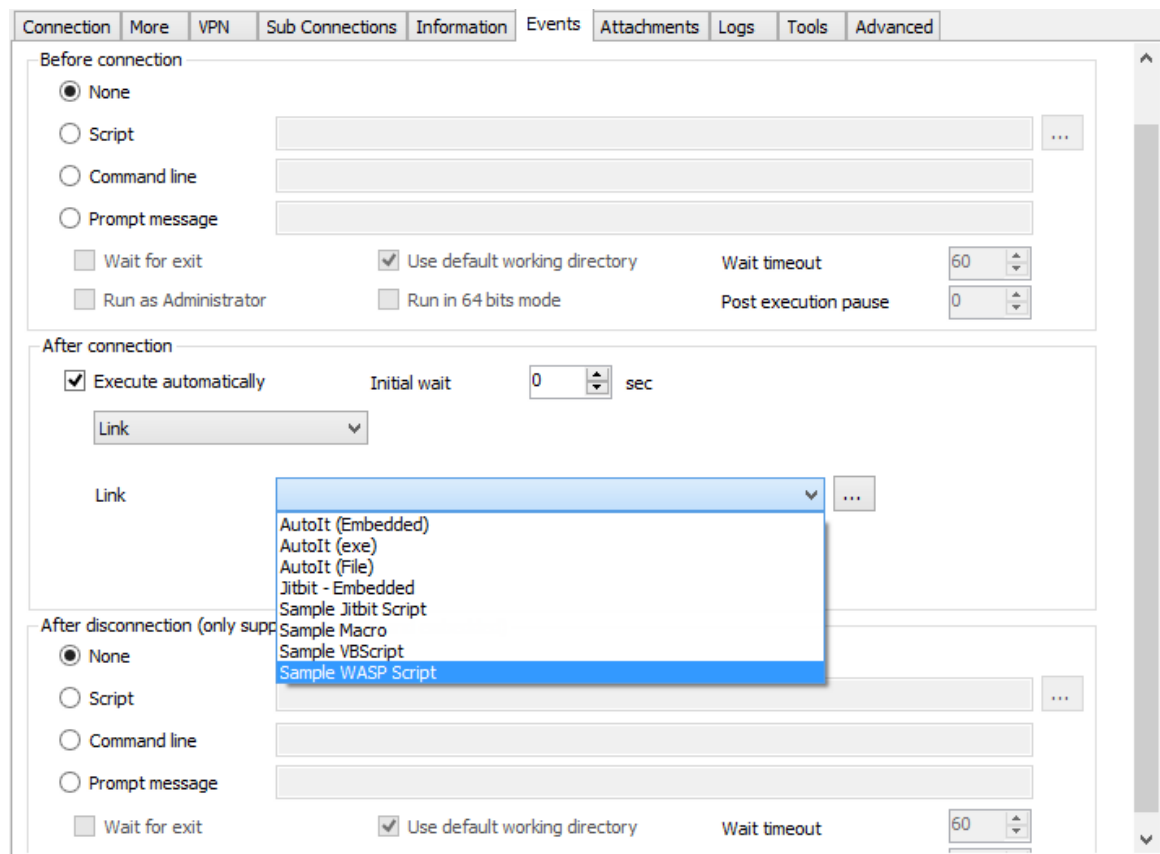 Connection More VPN Sub Connections Information Events Attachments Logs Tools Advanced
Before connection
None
Script ...
Command line
Prompt message
Wait for exit Use default working directory Wait timeout 60
Run as Administrator Run in 64 bits mode Post execution pause 0
After connection
Execute automatically Initial wait 0 sec
Link
Link ...
AutoIt (Embedded)
AutoIt (exe)
AutoIt (File)
Jitbit - Embedded
Sample Jitbit Script
After disconnection (only supp
Sample Macro
None
Sample VBScript
Sample WASP Script
Script ...
Command line
Prompt message
Wait for exit Use default working directory Wait timeout 60